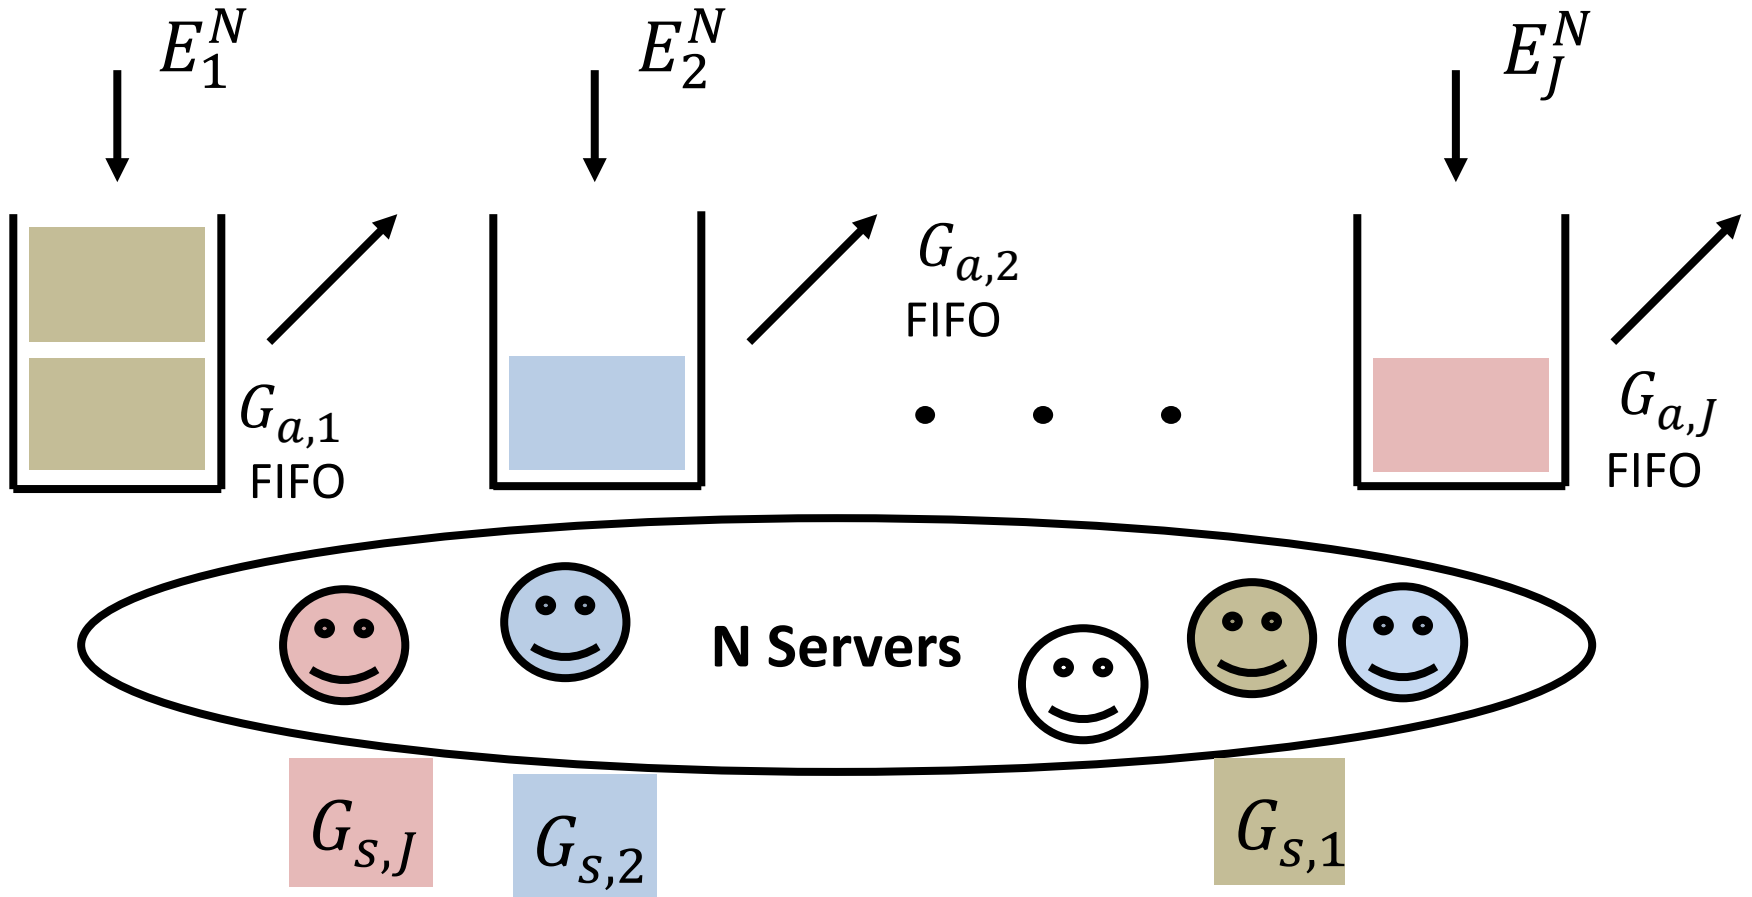 E_1^N
E_2^N
E_J^N
G_{a,1}
FIFO
G_{a,2}
FIFO
G_{a,J}
FIFO
N Servers
G_{s,J}
G_{s,2}
G_{s,1}